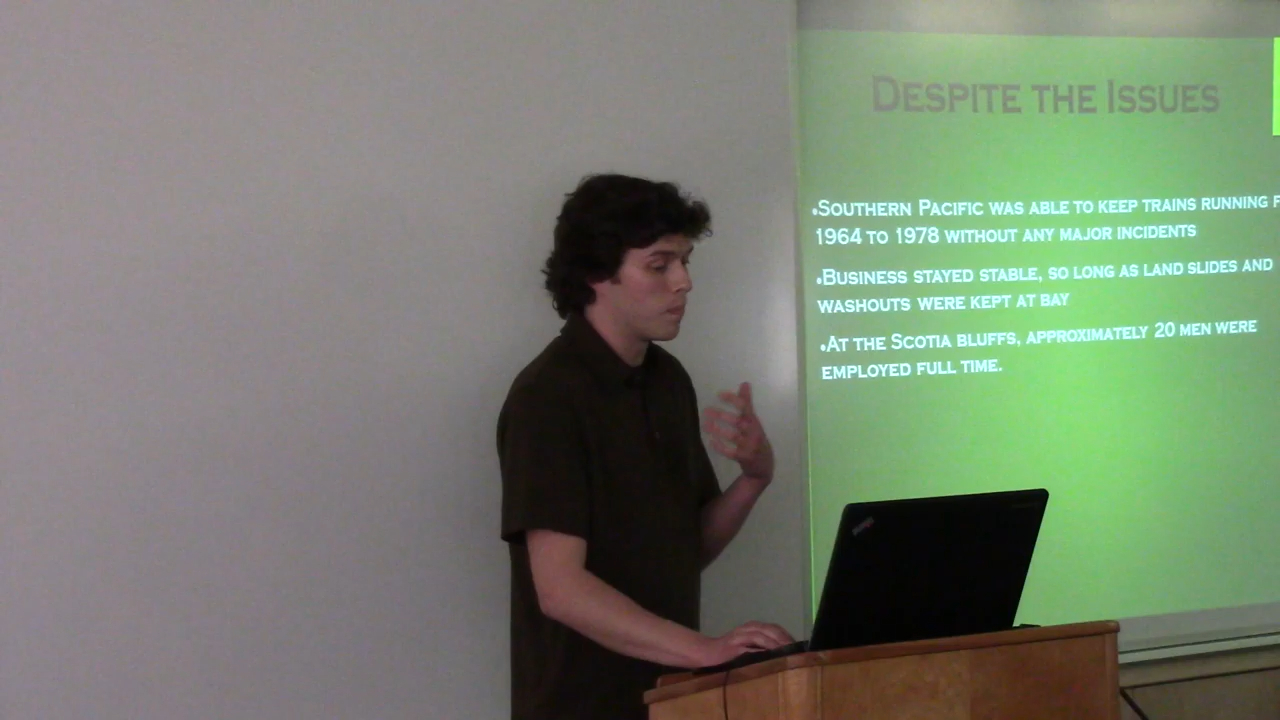 Despite the Issues
•Southern Pacific was able to keep trains running f
1964 to 1978 without any major incidents
•Business stayed stable, so long as land slides and
washouts were kept at bay
•At the Scotia bluffs, approximately 20 men were
employed full time.